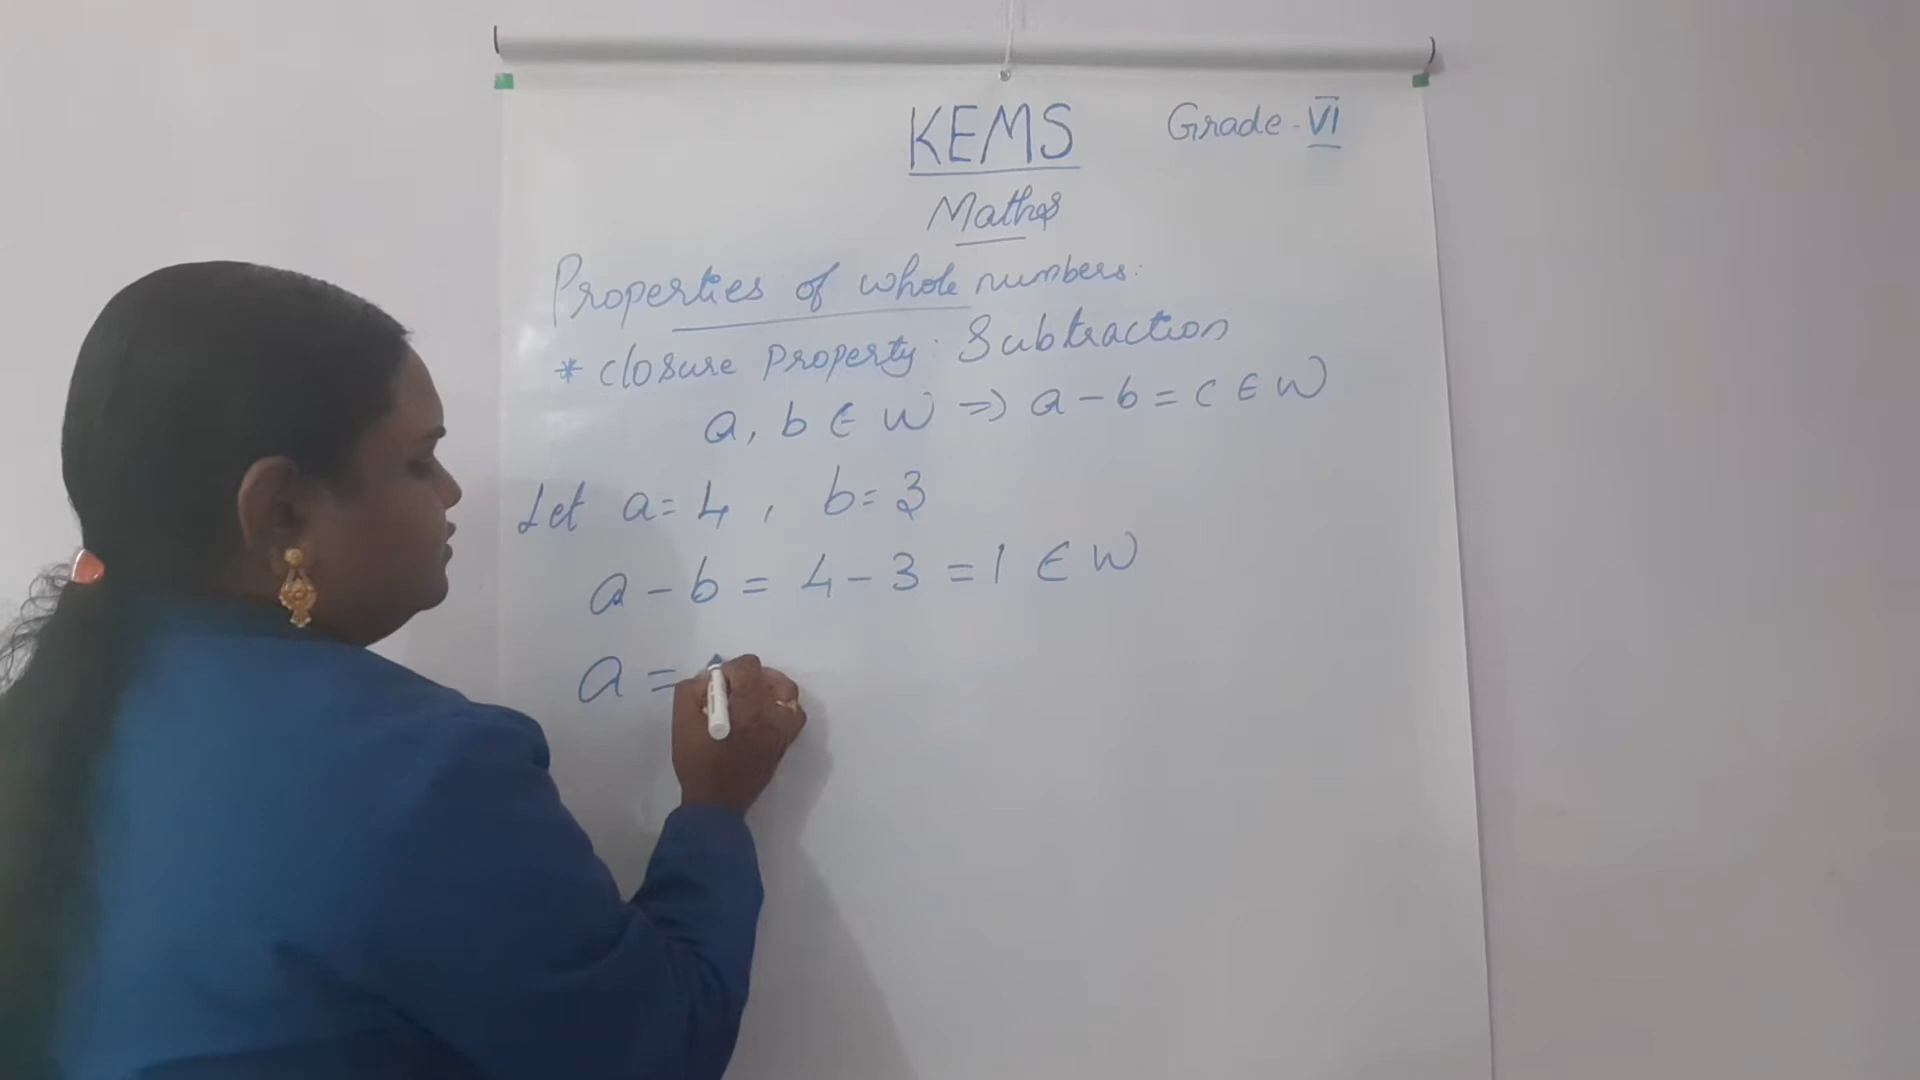 KEMS Grade - VI
Maths
Properties of whole numbers:
* Closure Property: Subtraction
a, b ∈ W ⇒ a - b = c ∈ W
Let a = 4, b = 3
a - b = 4 - 3 = 1 ∈ W
a =